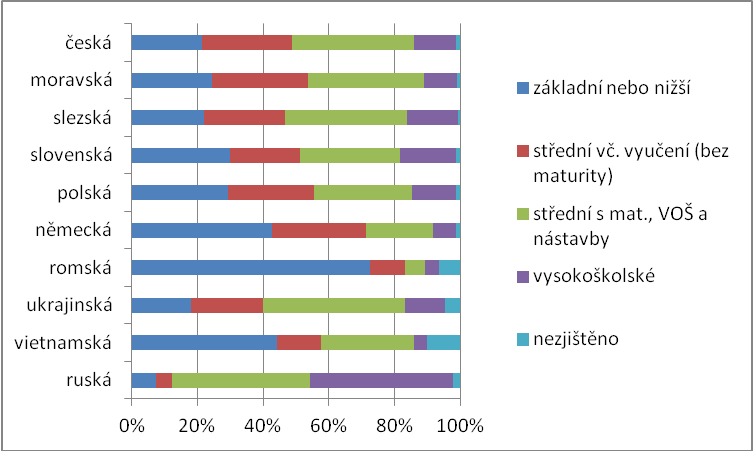 česká
moravská
slezská
slovenská
polská
německá
romská
ukrajinská
vietnamská
ruská
0% 20% 40% 60% 80% 100%
základní nebo nižší
střední vč. vyučení (bez
maturity)
střední s mat., VOŠ a
nástavby
vysokoškolské
nezjištěno